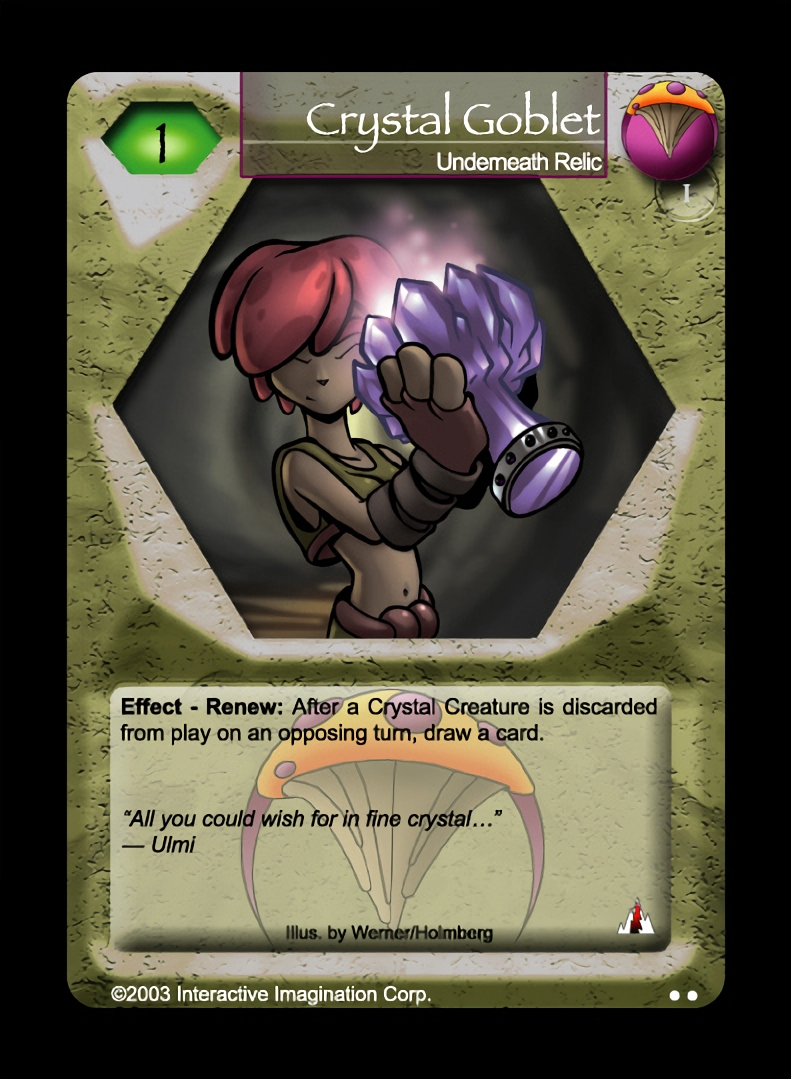 1
Crystal Goblet
Underneath Relic
I
Effect - Renew: After a Crystal Creature is discarded
from play on an opposing turn, draw a card.
“All you could wish for in fine crystal...”
— Ulmi
Illus. by Werner/Holmberg
©2003 Interactive Imagination Corp.